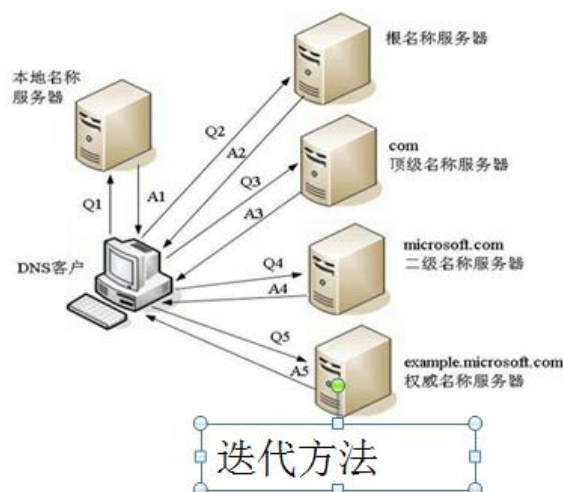 根名称服务器
本地名称
服务器
Q2
A2
com
顶级名称服务器
Q3
A3
Q1
A1
DNS客户
microsoft.com
二级名称服务器
Q4
A4
Q5
A5
example.microsoft.com
权威名称服务器
迭代方法